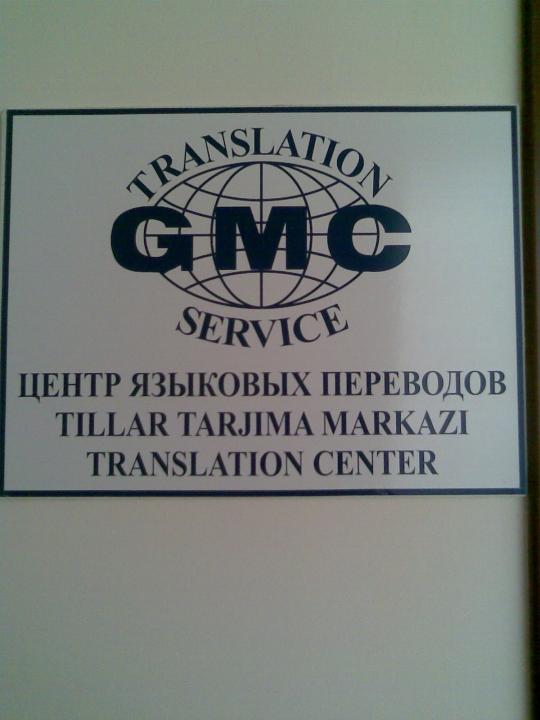 TRANSLATION
GMC
SERVICE
ЦЕНТР ЯЗЫКОВЫХ ПЕРЕВОДОВ
TILLAR TARJIMA MARKAZI
TRANSLATION CENTER